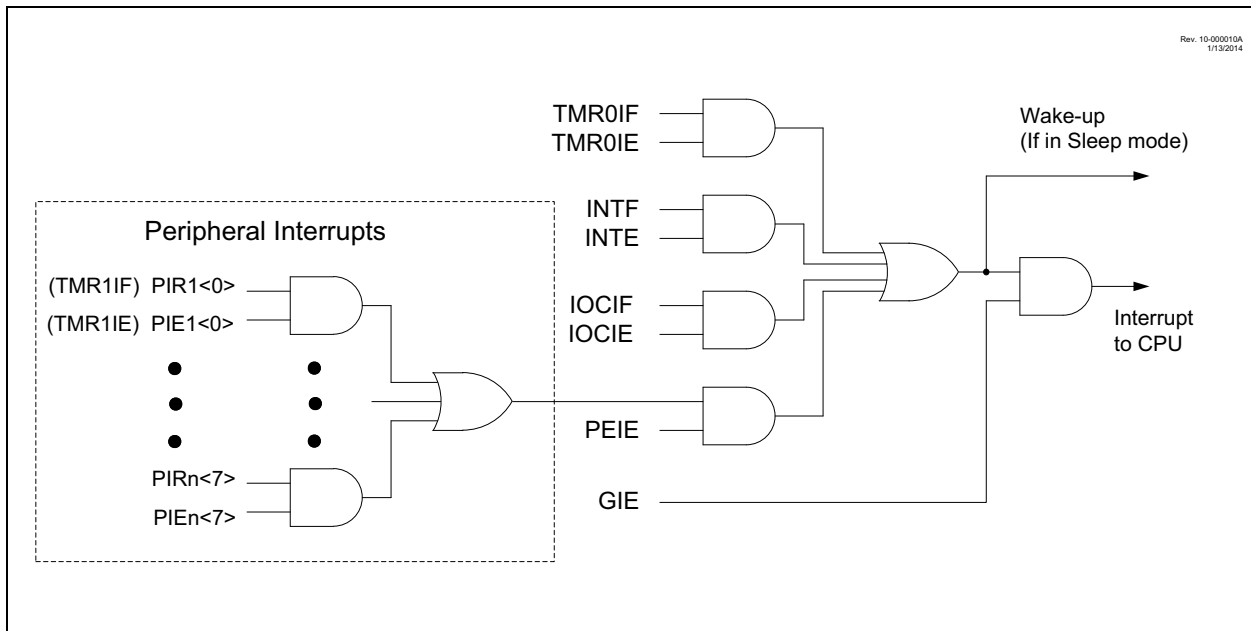 Rev. 10-000010A
1/13/2014
TMR0IF
TMR0IE
Wake-up
(If in Sleep mode)
INTF
INTE
Peripheral Interrupts
(TMR1IF) PIR1<0>
(TMR1IE) PIE1<0>
IOCIF
IOCIE
Interrupt
to CPU
PEIE
PIRn<7>
PIEn<7>
GIE